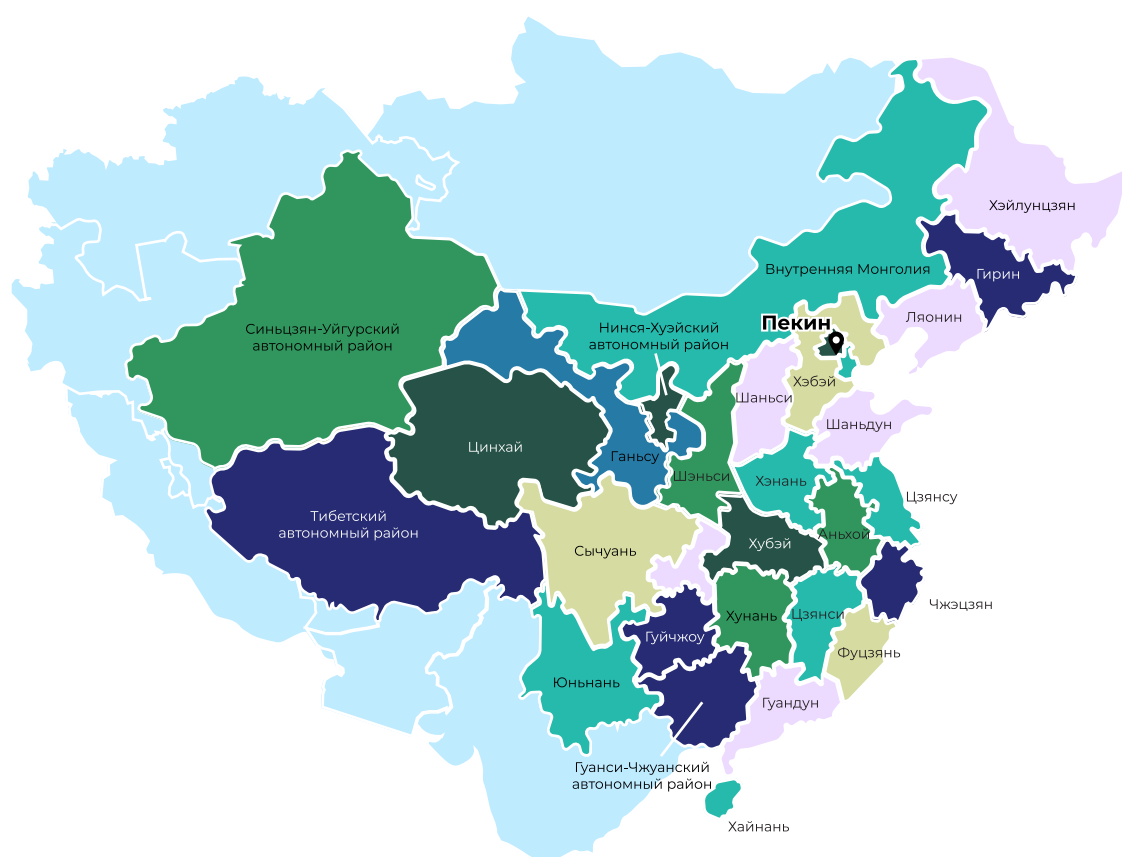 Хэйлунцзян
Внутренняя Монголия
Гирин
Ляонин
Пекин
Нинся-Хуэйский
автономный район
Синьцзян-Уйгурский
автономный район
Хэбэй
Шаньси
Шаньдун
Цинхай
Ганьсу
Шэньси
Хэнань
Цзянсу
Тибетский
автономный район
Аньхой
Хубэй
Сычуань
Чжэцзян
Хунань
Цзянси
Гуйчжоу
Фуцзянь
Юньнань
Гуандун
Гуанси-Чжуанский
автономный район
Хайнань